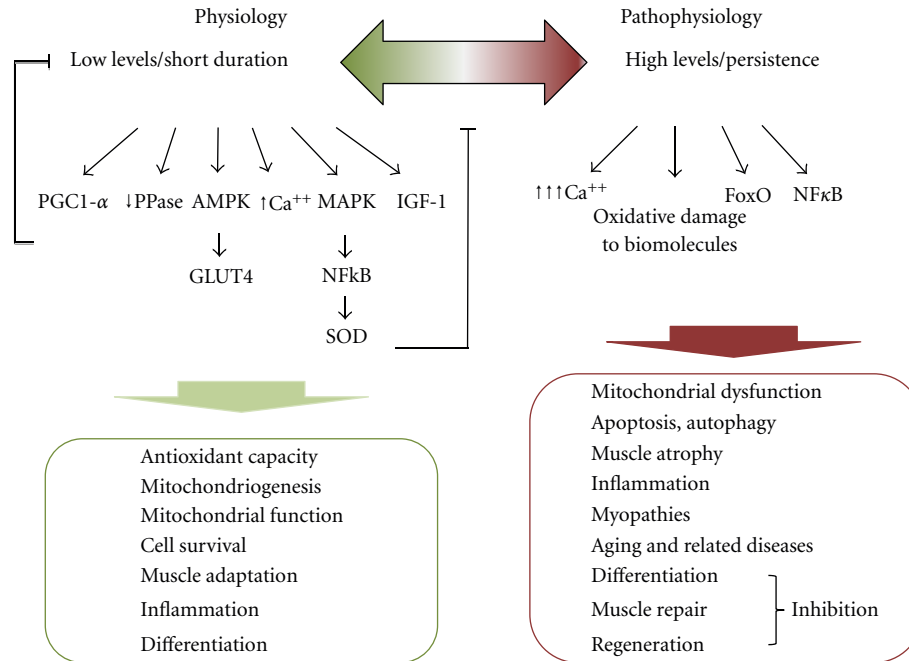 Physiology
Low levels/short duration
Pathophysiology
High levels/persistence
PGC1-α ↓PPase AMPK ↑Ca++ MAPK IGF-1
GLUT4
NFkB
SOD
↑↑↑Ca++
Oxidative damage
to biomolecules
FoxO
NFκB
Antioxidant capacity
Mitochondriogenesis
Mitochondrial function
Cell survival
Muscle adaptation
Inflammation
Differentiation
Mitochondrial dysfunction
Apoptosis, autophagy
Muscle atrophy
Inflammation
Myopathies
Aging and related diseases
Differentiation
Muscle repair
Regeneration
Inhibition